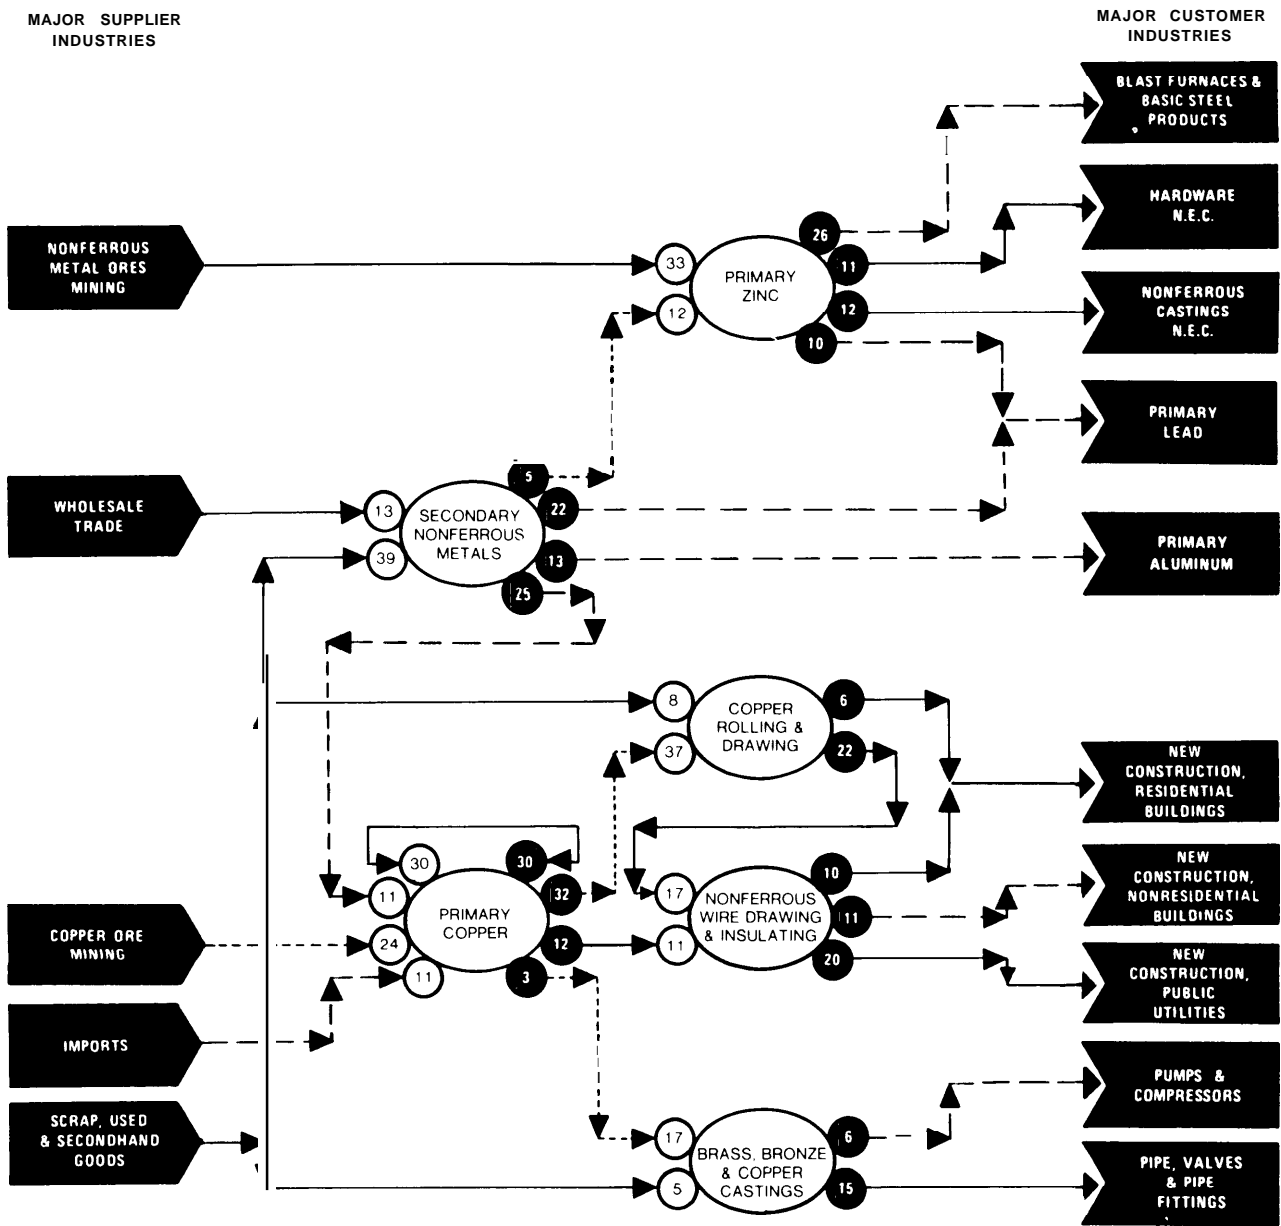 MAJOR SUPPLIER
INDUSTRIES
MAJOR CUSTOMER
INDUSTRIES
BLAST FURNACES &
BASIC STEEL
PRODUCTS
HARDWARE
N.E.C.
NONFERROUS
METAL ORES
MINING
26
33
11
PRIMARY
ZINC
12
12
10
NONFERROUS
CASTINGS
N.E.C.
PRIMARY
LEAD
WHOLESALE
TRADE
5
13
22
SECONDARY
NONFERROUS
METALS
39
13
25
PRIMARY
ALUMINUM
8
6
COPPER
ROLLING &
DRAWING
37
22
NEW
CONSTRUCTION,
RESIDENTIAL
BUILDINGS
30
30
11
32
PRIMARY
COPPER
24
12
11
3
10
17
NONFERROUS
WIRE DRAWING
& INSULATING
11
11
20
NEW
CONSTRUCTION,
NONRESIDENTIAL
BUILDINGS
COPPER ORE
MINING
NEW
CONSTRUCTION,
PUBLIC
UTILITIES
IMPORTS
PUMPS &
COMPRESSORS
SCRAP, USED
& SECONDHAND
GOODS
17
6
BRASS, BRONZE
& COPPER
CASTINGS
5
15
PIPE, VALVES
& PIPE
FITTINGS